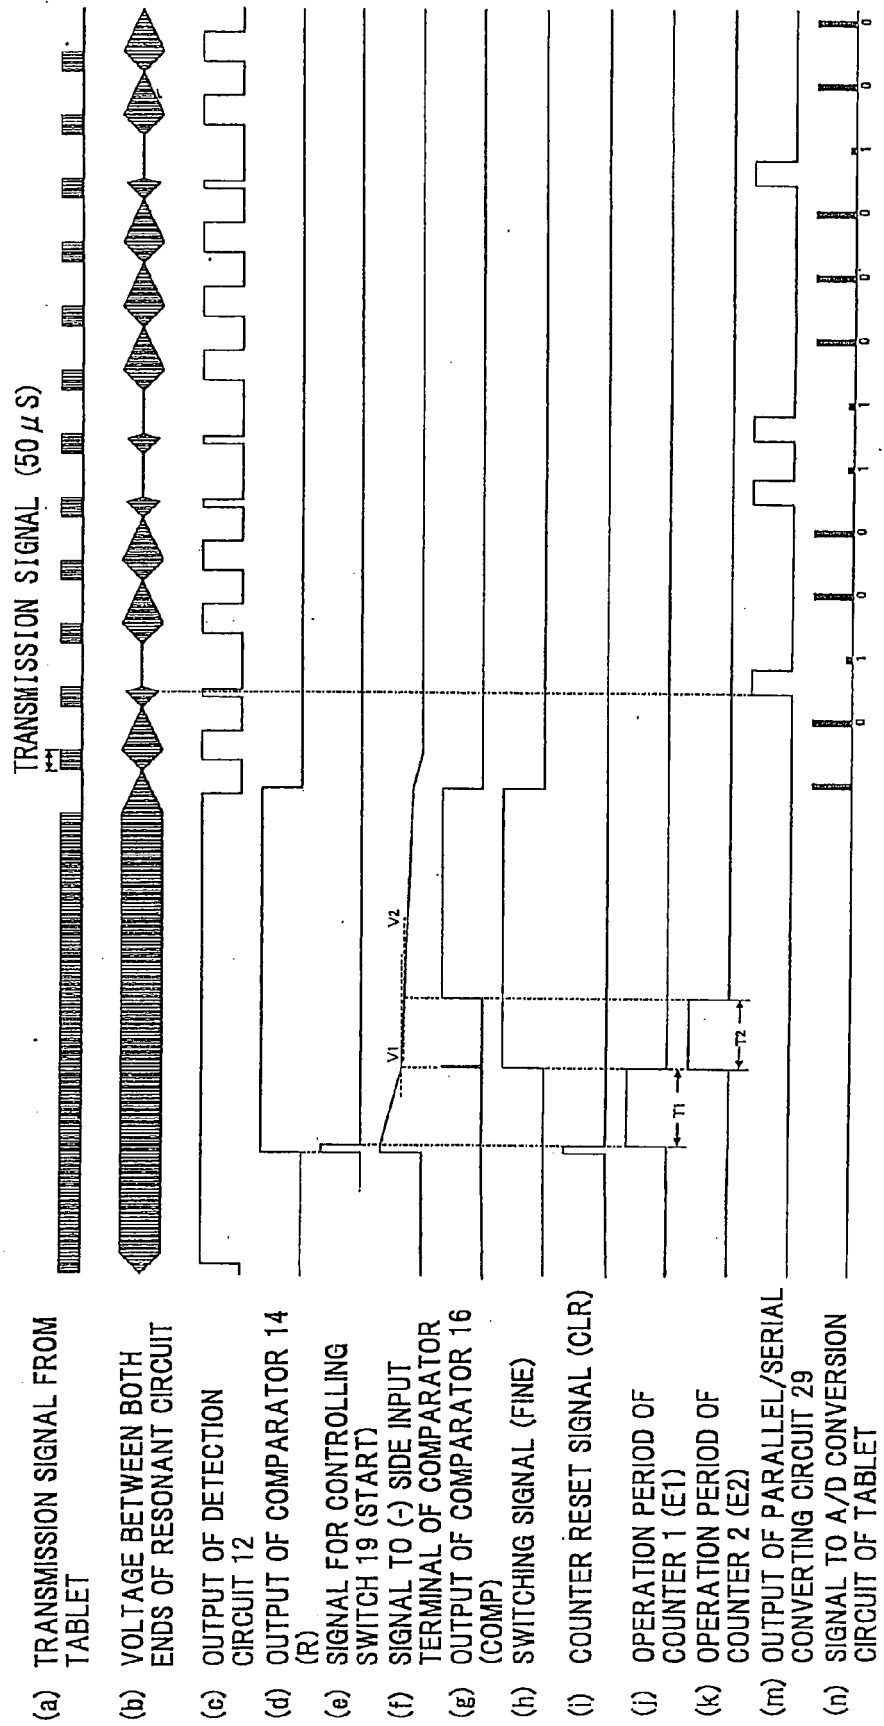 TRANSMISSION SIGNAL (50 μ S)
(a) TRANSMISSION SIGNAL FROM
TABLET
(b) VOLTAGE BETWEEN BOTH
ENDS OF RESONANT CIRCUIT
(c) OUTPUT OF DETECTION
CIRCUIT 12
(d) OUTPUT OF COMPARATOR 14
(R)
(e) SIGNAL FOR CONTROLLING
SWITCH 19 (START)
(f) SIGNAL TO (-) SIDE INPUT
TERMINAL OF COMPARATOR
V1
V2
(g) OUTPUT OF COMPARATOR 16
(COMP)
(h) SWITCHING SIGNAL (FINE)
(i) COUNTER RESET SIGNAL (CLR)
(j) OPERATION PERIOD OF
COUNTER 1 (E1)
T1
(k) OPERATION PERIOD OF
COUNTER 2 (E2)
T2
(m) OUTPUT OF PARALLEL/SERIAL
CONVERTING CIRCUIT 29
(n) SIGNAL TO A/D CONVERSION
CIRCUIT OF TABLET
0 1 0 0 1 1 0 0 0 1 0 0